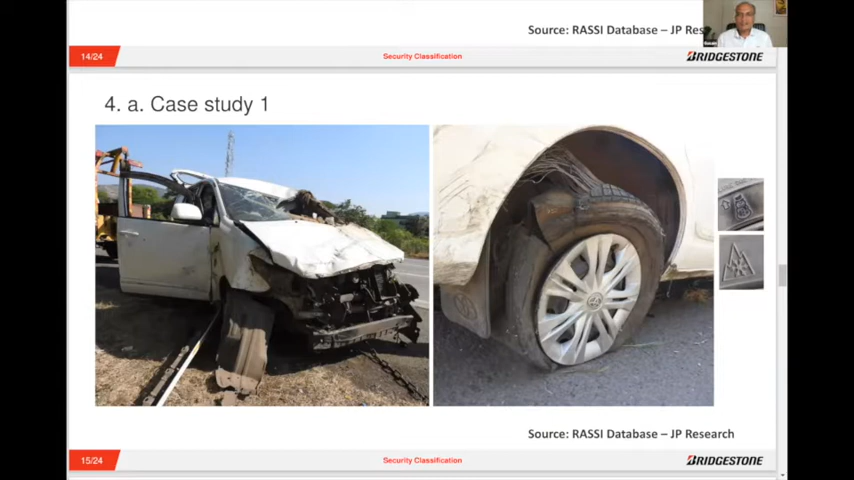 Source: RASSI Database – JP Res
14/24
Security Classification
BRIDGESTONE
4. a. Case study 1
Source: RASSI Database – JP Research
15/24
Security Classification
BRIDGESTONE